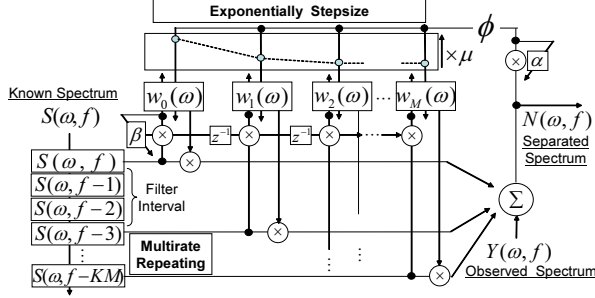 Exponentially Stepsize
ϕ
×μ
× α
Known Spectrum
S(ω,f)
w₀(ω) w₁(ω) w₂(ω) ... w_M(ω)
N(ω,f)
Separated
Spectrum
β × z⁻¹ × z⁻¹ × ...... ×
S(ω, f) ×
S(ω,f−1)
S(ω,f−2)
Filter
Interval
Σ
S(ω,f−3) ×
Multirate
Repeating
Y(ω,f)
S(ω,f−KM) ×
Observed Spectrum